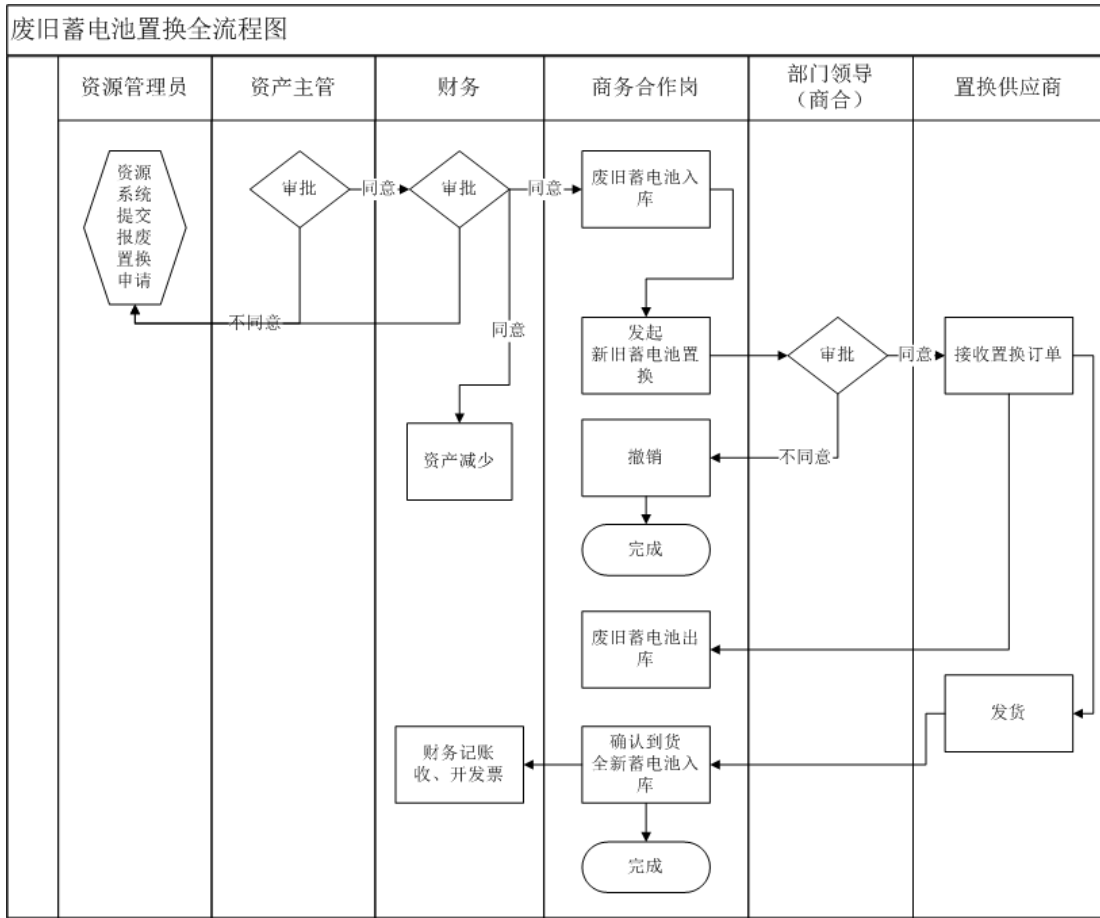 废旧蓄电池置换全流程图
资源管理员
资产主管
财务
商务合作岗
部门领导
（商合）
置换供应商
资源
系统
提交
报废
置换
申请
审批
同意
审批
同意
废旧蓄电池入
库
不同意
同意
发起
新旧蓄电池置
换
审批
同意
接收置换订单
资产减少
撤销
不同意
完成
废旧蓄电池出
库
发货
财务记账
收、开发票
确认到货
全新蓄电池入
库
完成